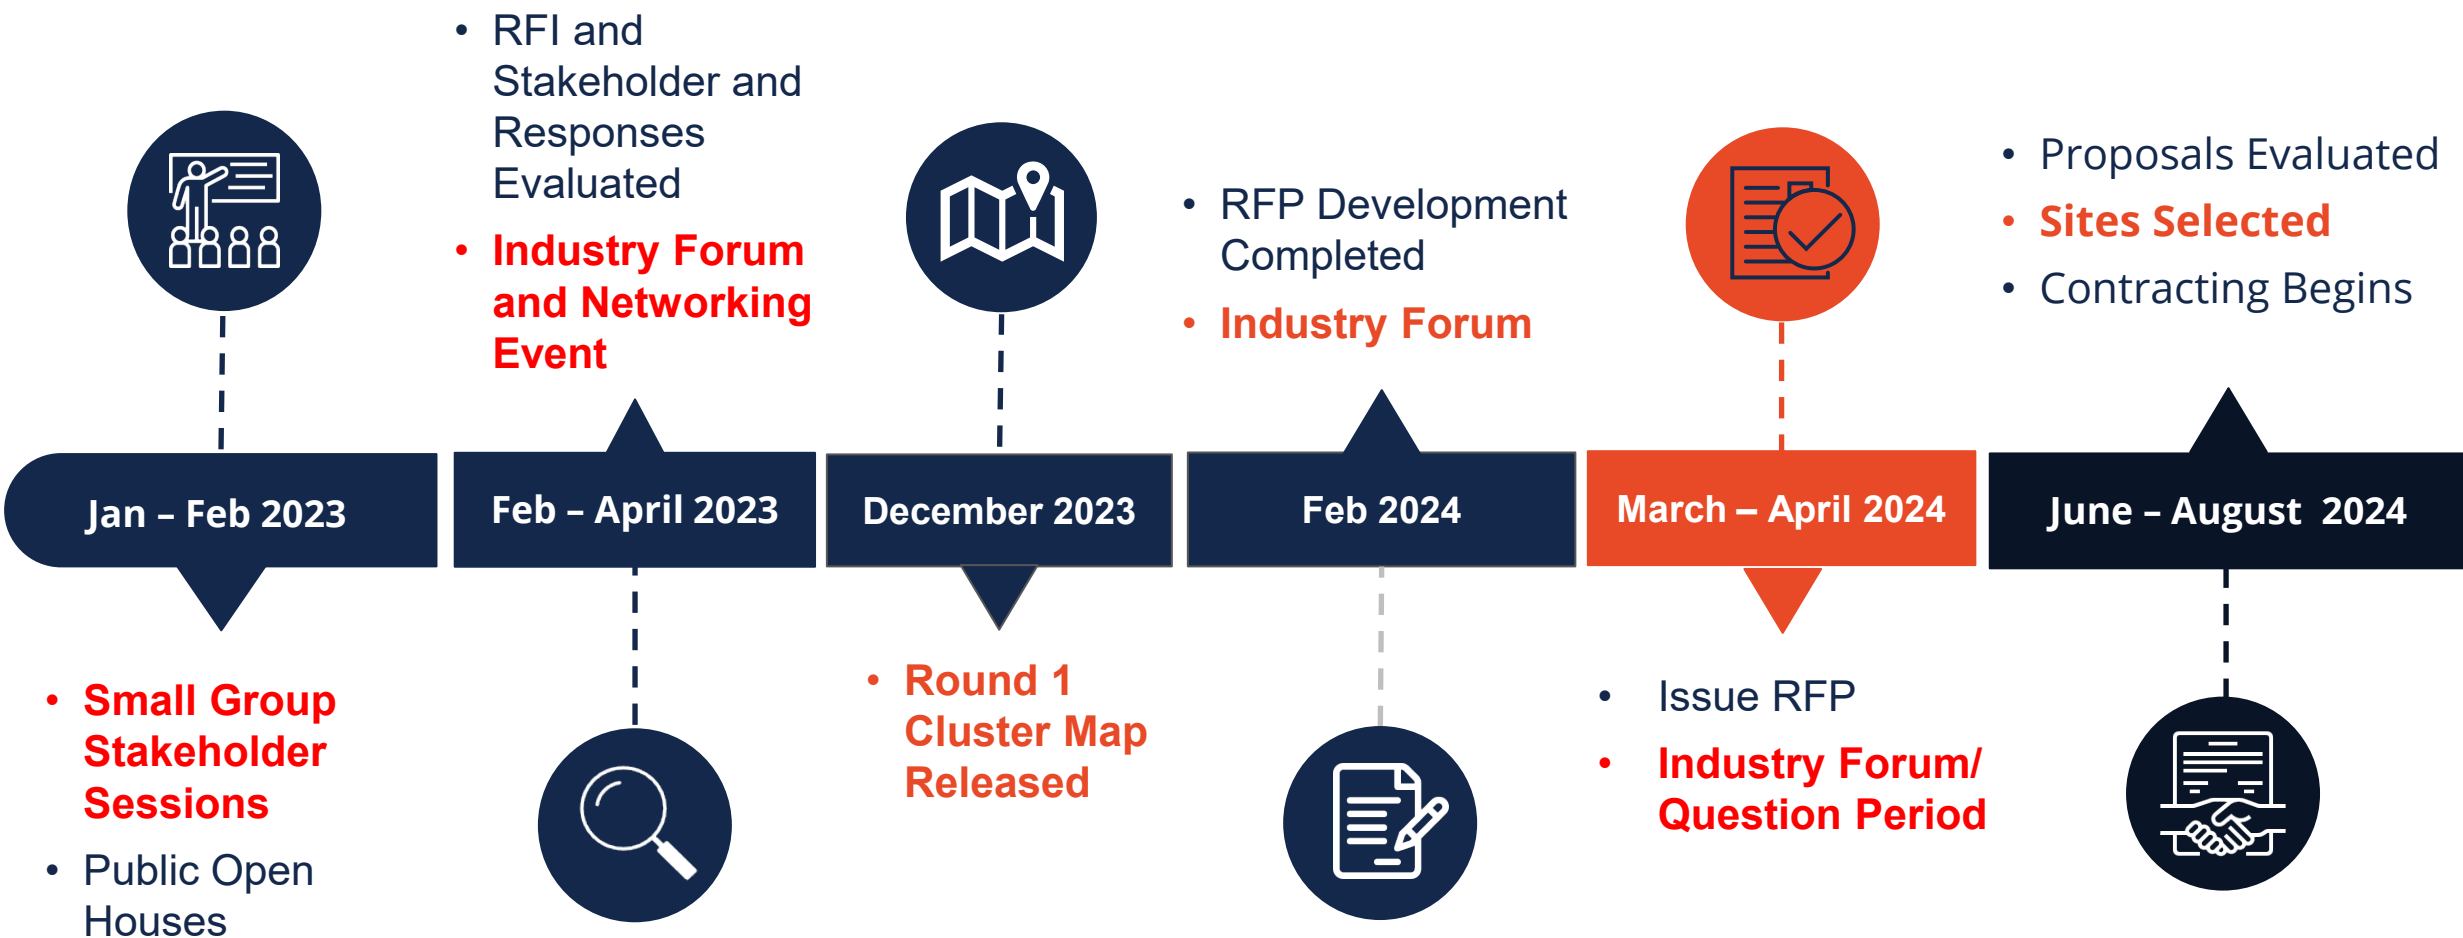 • RFI and
Stakeholder and
Responses
Evaluated
• Industry Forum
and Networking
Event
• RFP Development
Completed
• Industry Forum
• Proposals Evaluated
• Sites Selected
• Contracting Begins
Jan – Feb 2023
Feb – April 2023
December 2023
Feb 2024
March – April 2024
June – August 2024
• Small Group
Stakeholder
Sessions
• Public Open
Houses
• Round 1
Cluster Map
Released
• Issue RFP
• Industry Forum/
Question Period